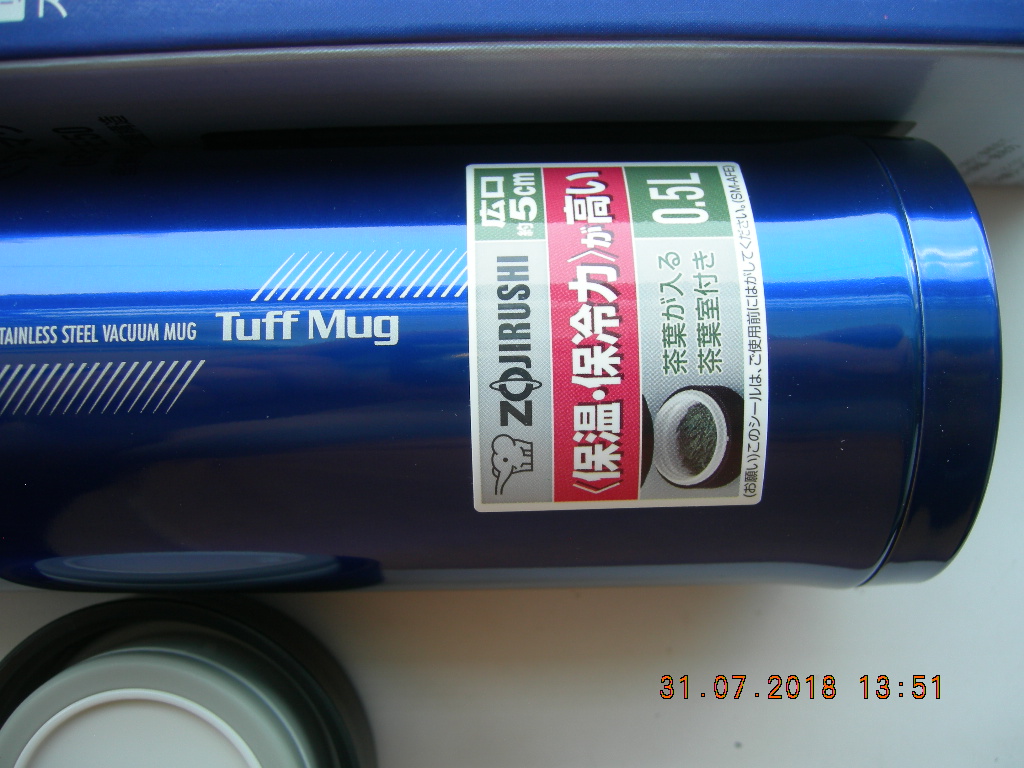 TAINLESS STEEL VACUUM MUG
Tuff Mug
ZOJIRUSHI
広口
約5cm
〈保温・保冷力〉が高い
茶葉が入る
茶葉室付き
0.5L
(お願い)このシールは、ご使用前にはがしてください。(SM-AFE)
31.07.2018 13:51